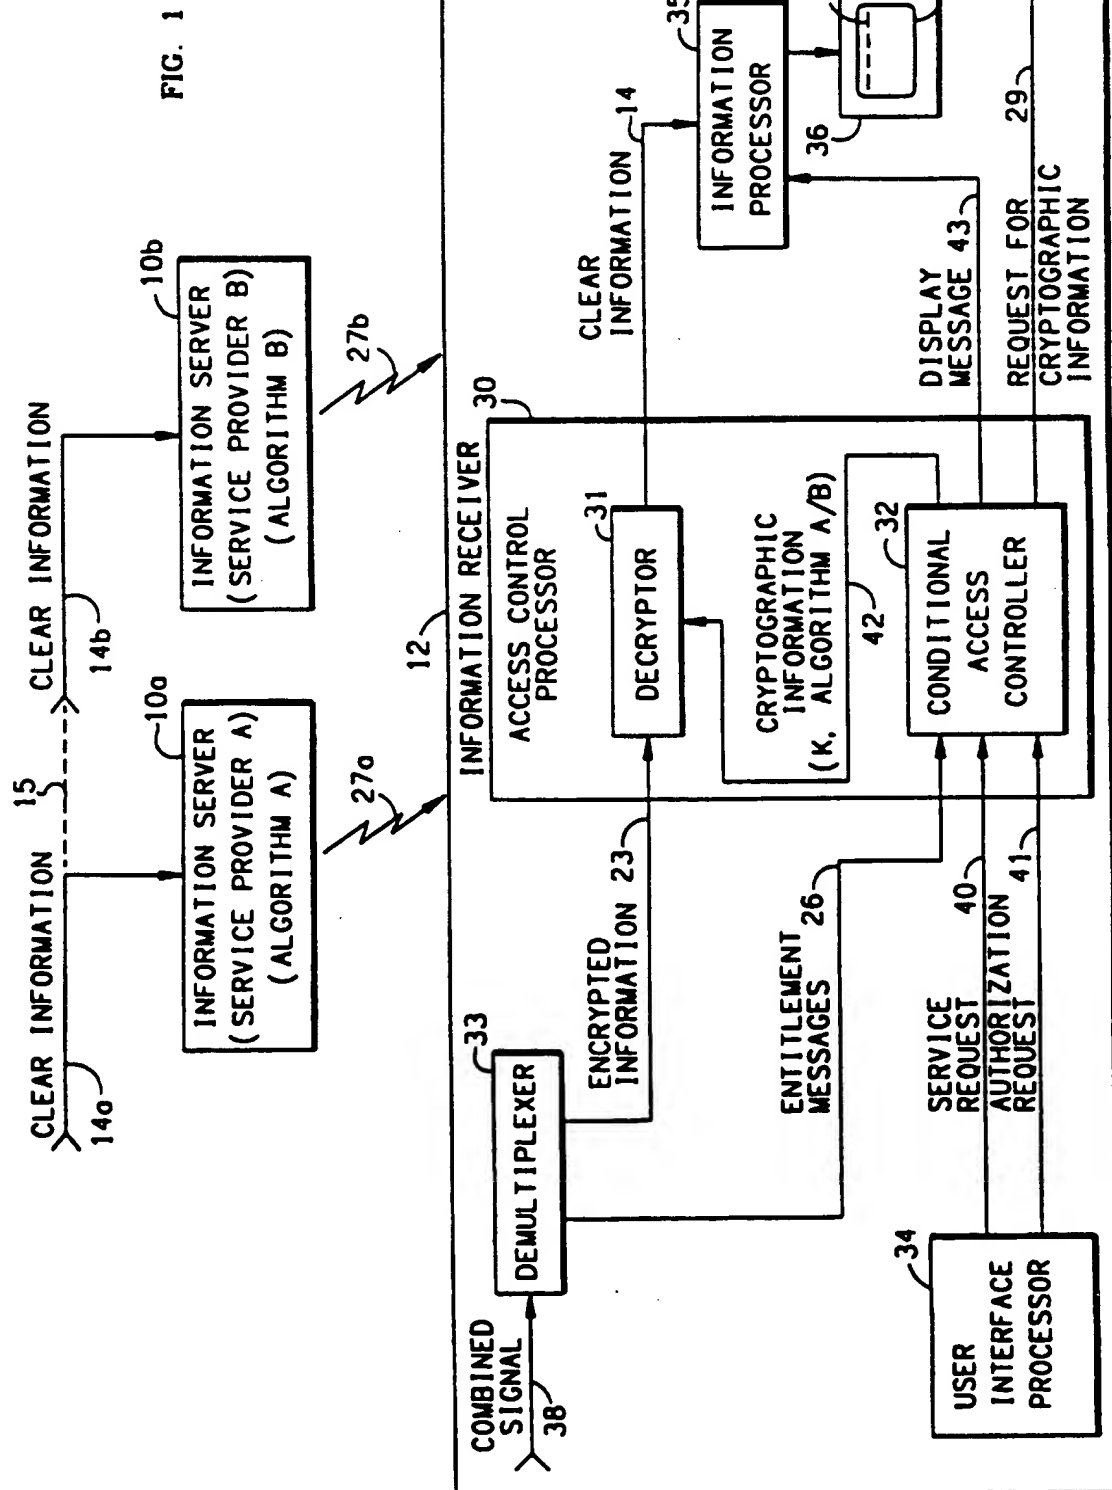 FIG. 1
CLEAR INFORMATION
14a
15
CLEAR INFORMATION
14b
10a
INFORMATION SERVER
(SERVICE PROVIDER A)
(ALGORITHM A)
27a
10b
INFORMATION SERVER
(SERVICE PROVIDER B)
(ALGORITHM B)
27b
12
INFORMATION RECEIVER
30
COMBINED
SIGNAL
38
33
DEMULTIPLEXER
ENCRYPTED
INFORMATION 23
ACCESS CONTROL
PROCESSOR
31
DECRYPTOR
CLEAR
INFORMATION
14
35
INFORMATION
PROCESSOR
36
ENTITLEMENT
MESSAGES
26
CRYPTOGRAPHIC
INFORMATION
(K, ALGORITHM A/B)
42
32
CONDITIONAL
ACCESS
CONTROLLER
DISPLAY
MESSAGE 43
REQUEST FOR
CRYPTOGRAPHIC
INFORMATION
29
34
USER
INTERFACE
PROCESSOR
SERVICE
REQUEST
40
AUTHORIZATION
REQUEST
41